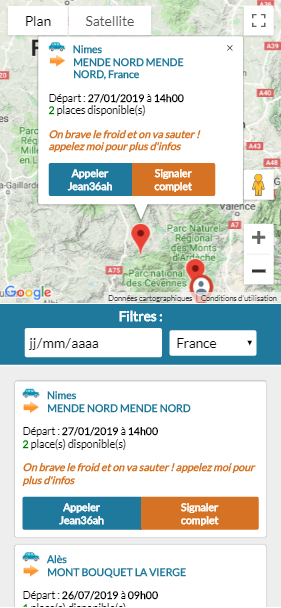 Plan
Satellite
Nimes
MENDE NORD MENDE
NORD, France
Départ : 27/01/2019 à 14h00
2 places disponible(s)
On brave le froid et on va sauter !
appelez moi pour plus d'infos
Appeler
Jean36ah
Signaler
complet
Valence
Parc Naturel
Régional
des Monts
d'Ardèche
Parc national
des Cévennes
A75
A7
Google
Données cartographiques
Conditions d'utilisation
Filtres :
jj/mm/aaaa
France
Nimes
MENDE NORD MENDE NORD
Départ : 27/01/2019 à 14h00
2 place(s) disponible(s)
On brave le froid et on va sauter ! appelez moi pour
plus d'infos
Appeler
Jean36ah
Signaler
complet
Alès
MONT BOUQUET LA VIERGE
Départ : 26/07/2019 à 09h00